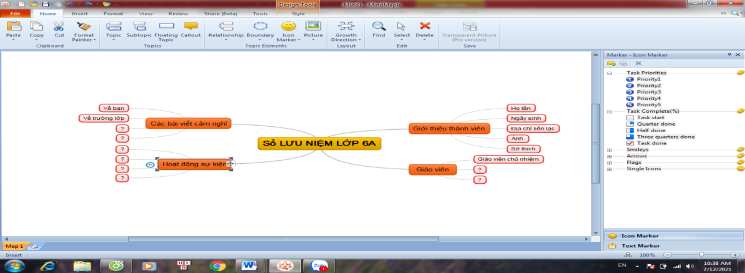 Design Tools
Mind1 - MindMaple
File Home Insert Format View Review Share (Beta) Tools Style
Paste Copy Cut Format Painter Topic Subtopic Floating Topic Callout Relationship Boundary Icon Marker Picture Growth Direction Find Select Delete Transparent Picture (Pro version)
Clipboard Topics Topic Elements Layout Edit Save
Marker - Icon Marker
Task Priorities
Priority1
Priority2
Priority3
Priority4
Priority5
Task Complete(%)
Task start
Quarter done
Half done
Three quarters done
Task done
Smileys
Arrows
Flags
Single Icons
Về bạn
Về trường lớp
?
?
Các bài viết cảm nghĩ
?
?
?
Hoạt động sự kiện
SỔ LƯU NIỆM LỚP 6A
Giới thiệu thành viên
Họ tên
Ngày sinh
Địa chỉ liên lạc
Ảnh
Sở thích
Giáo viên
Giáo viên chủ nhiệm
?
?
Icon Marker
Text Marker
Map 1
Insert
100%
EN
10:38 AM
7/12/2021